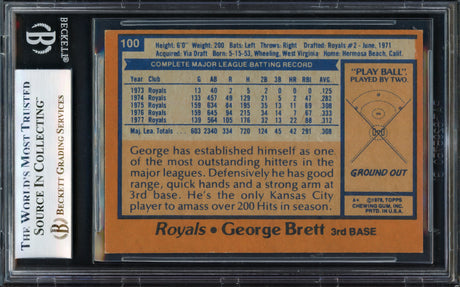 BECKETT
THE WORLD'S MOST TRUSTED
SOURCE IN COLLECTING™
BECKETT GRADING SERVICES
100
Height: 6'0" Weight: 200 Bats: Left Throws: Right Drafted: Royals #2 - June, 1971
Acquired: Via Draft Born: 5-15-53, Wheeling, West Virginia Home: Hermosa Beach, Calif.
COMPLETE MAJOR LEAGUE BATTING RECORD
YEAR Club G AB R H 2B 3B HR RBI AVG
1973 Royals 13 40 2 5 2 0 0 0 .125
1974 Royals 133 457 49 129 21 5 2 47 .282
1975 Royals 159 634 84 195 35 13 11 89 .308
1976 Royals 159 645 94 215 34 14 7 67 .333
1977 Royals 139 564 105 176 32 13 22 88 .312
Maj. Lea. Totals 603 2340 334 720 124 45 42 291 .308
George has established himself as one
of the most outstanding hitters in the
major leagues. Defensively he has good
range, quick hands and a strong arm at
3rd base. He's the only Kansas City
player to amass over 200 Hits in season.
"PLAY BALL"
PLAYED BY TWO
GROUND OUT
© 1978, TOPPS
CHEWING GUM, INC.
PRTD. IN U.S.A.
Royals • George Brett 3rd BASE